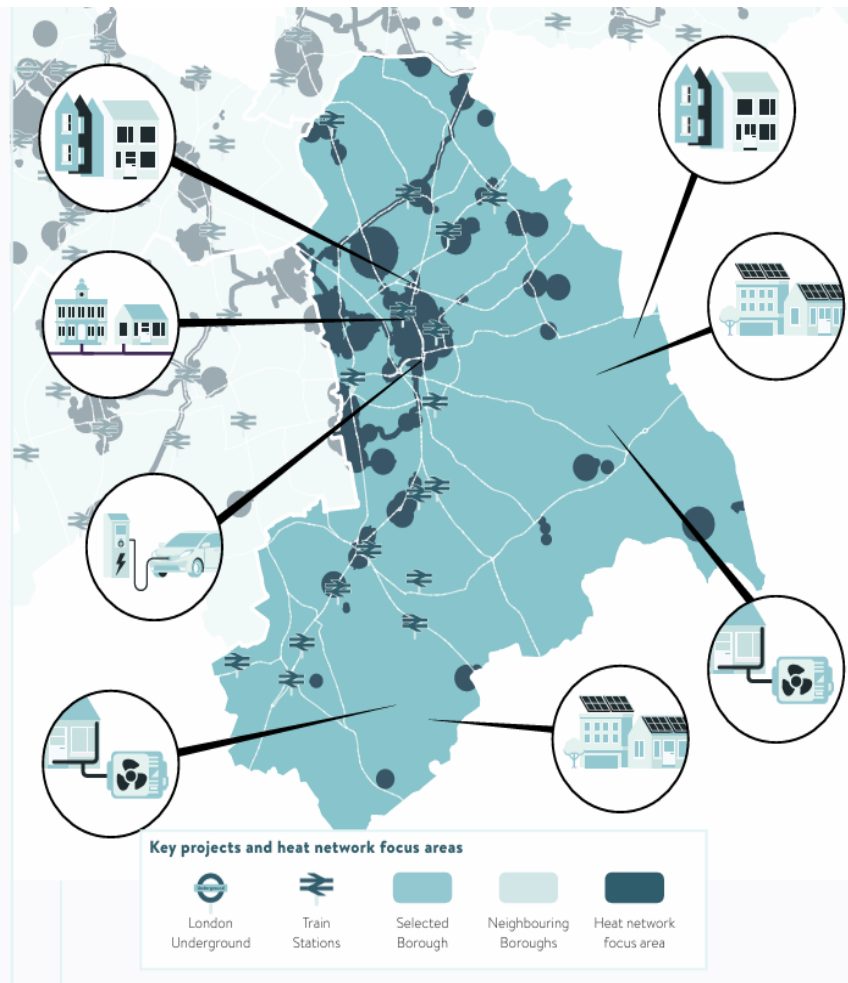 Key projects and heat network focus areas
Underground
London
Underground
Train
Stations
Selected
Borough
Neighbouring
Boroughs
Heat network
focus area